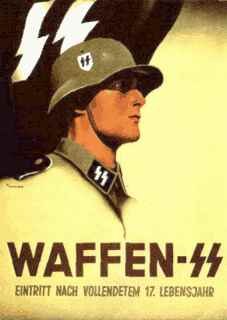 WAFFEN-SS
EINTRITT NACH VOLLENDETEM 17. LEBENSJAHR